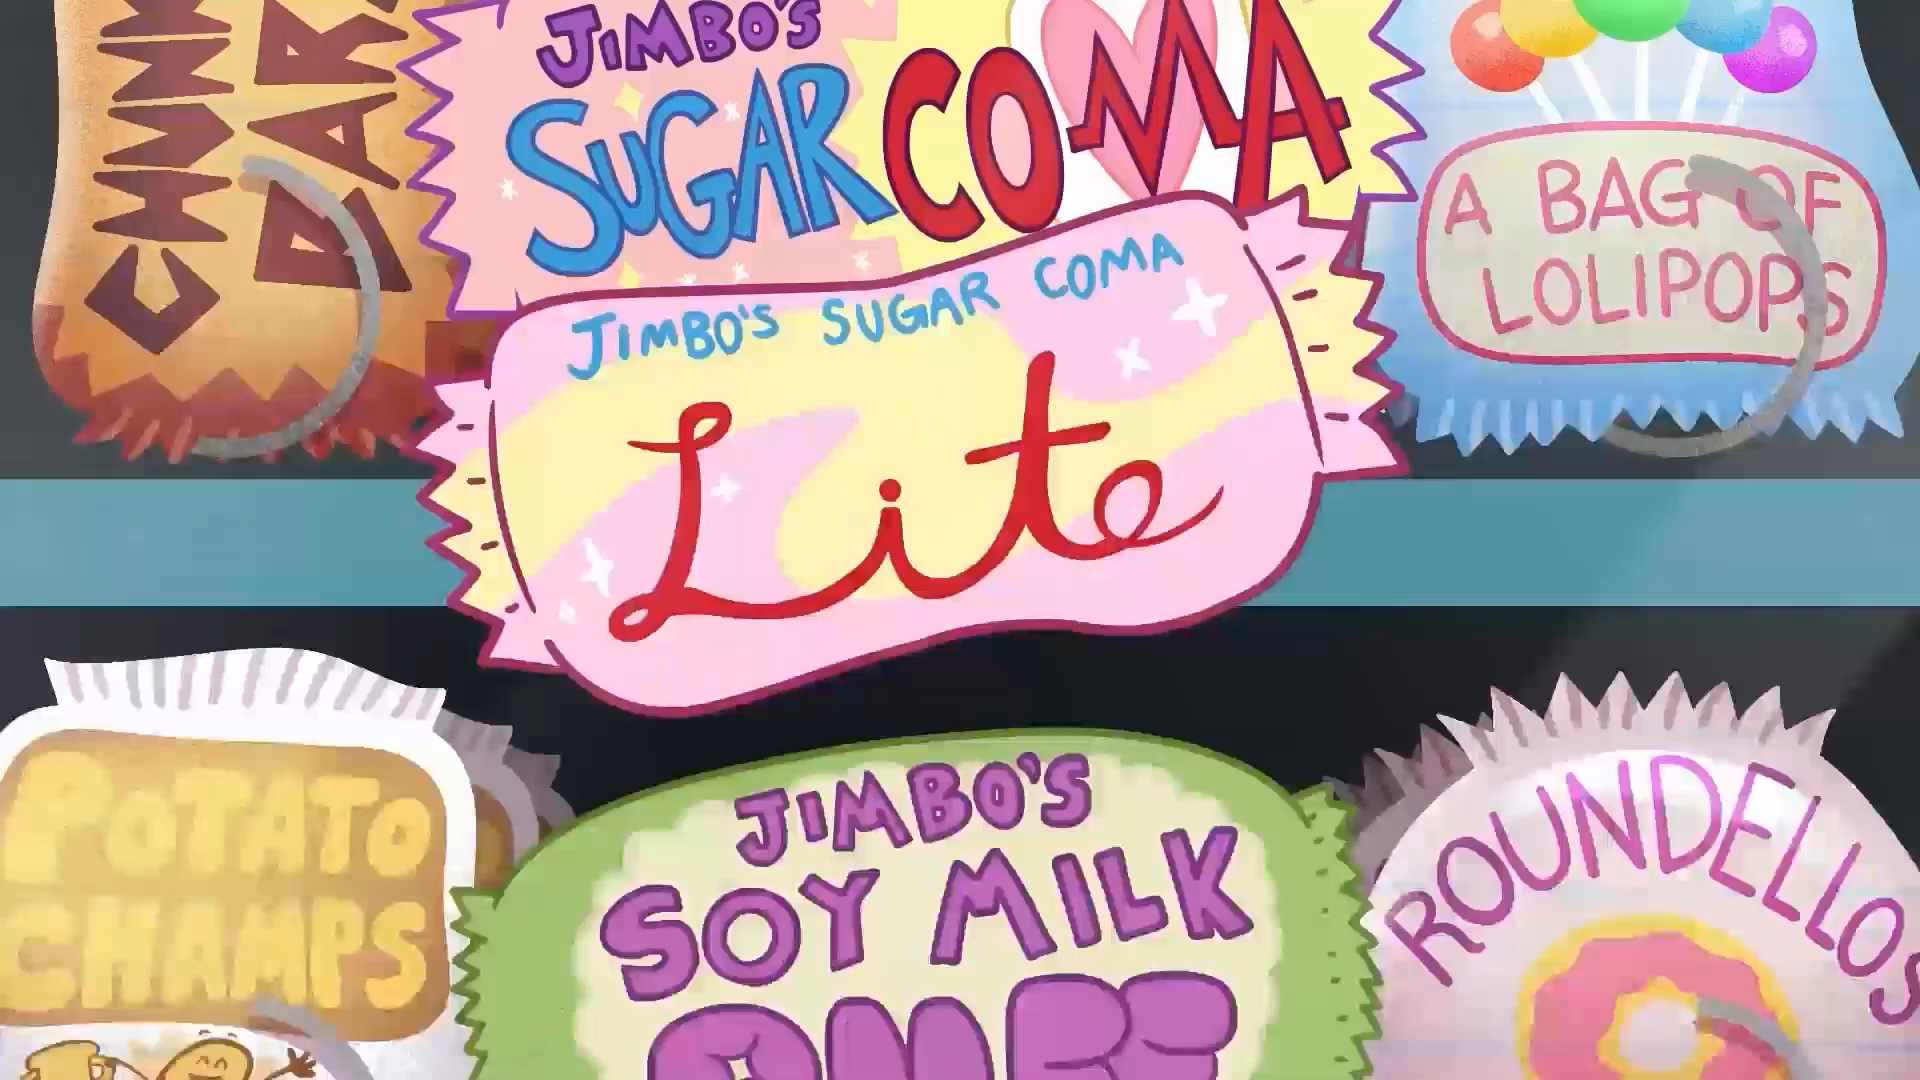 JIMBO'S
SUGAR COMA
A BAG OF
LOLIPOPS
JIMBO'S SUGAR COMA
Lite
POTATO
CHAMPS
JIMBO'S
SOY MILK
ROUNDELLOS